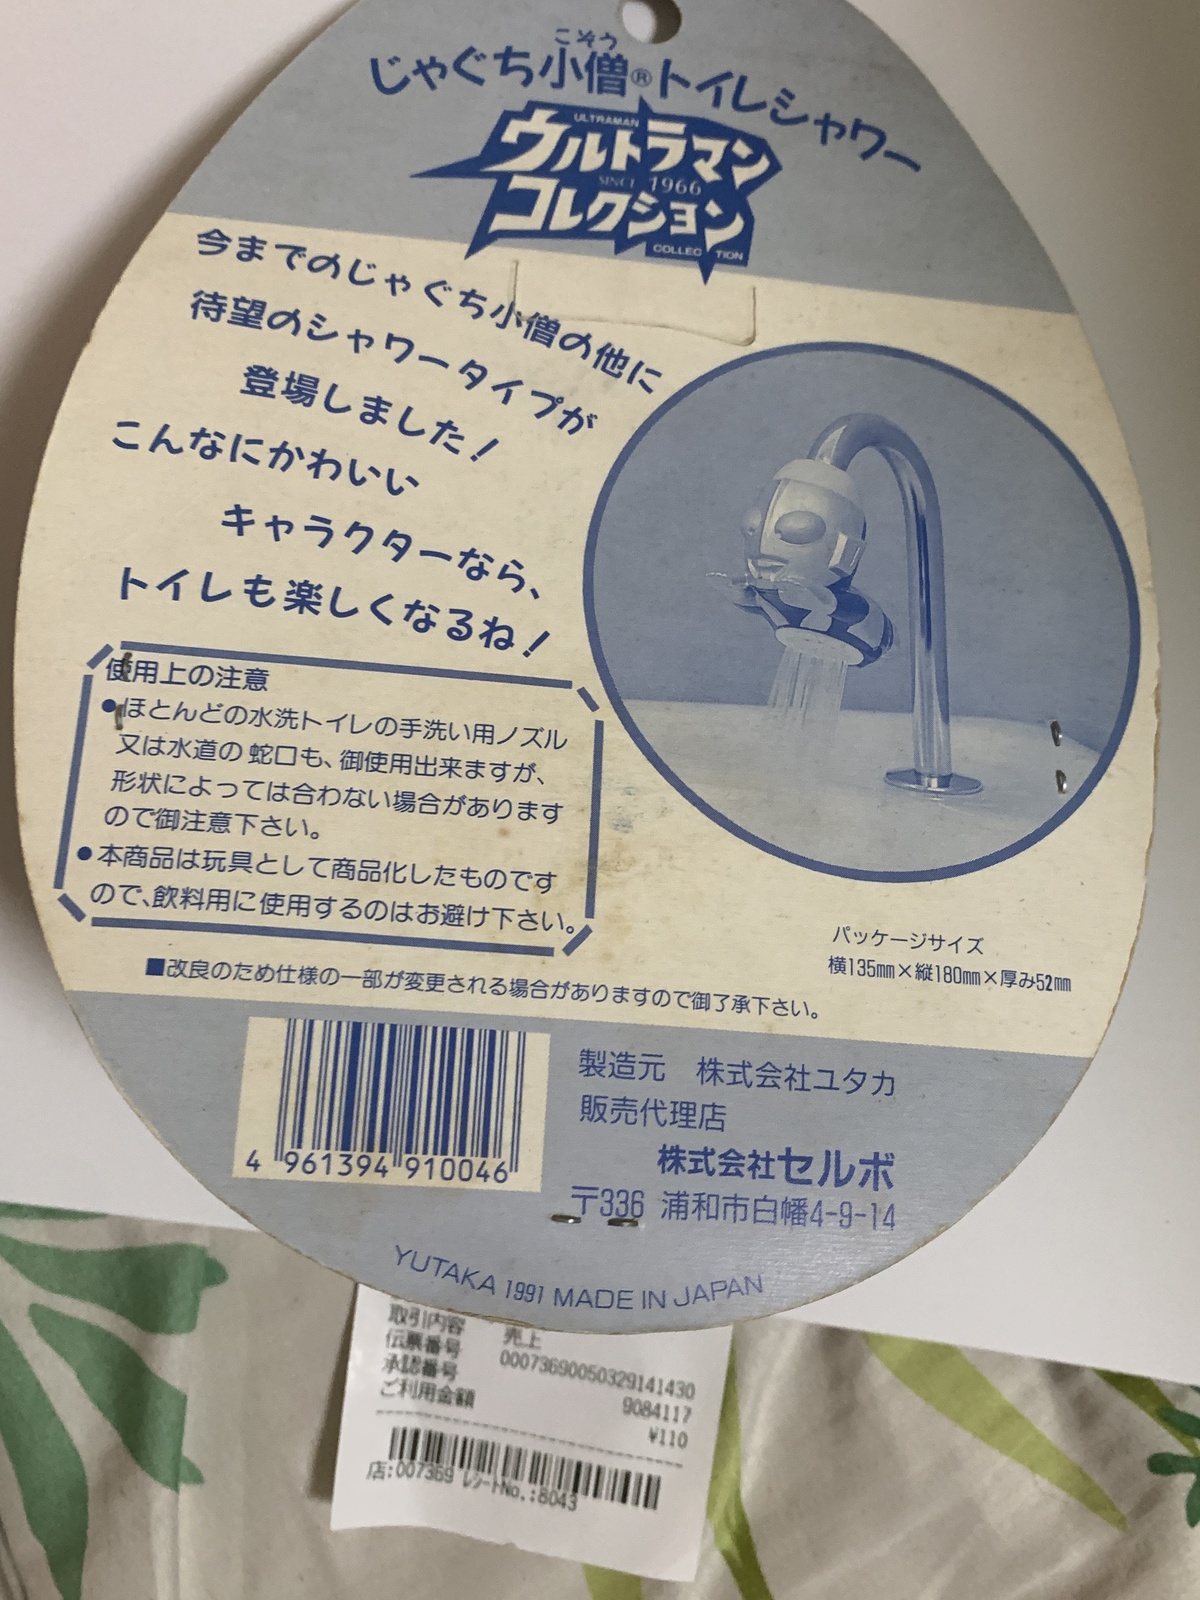 こぞう
じゃぐち小僧®トイレシャワー
ULTRAMAN
ウルトラマン
SINCE 1966
コレクション
COLLECTION
今までのじゃぐち小僧の他に
待望のシャワータイプが
登場しました!
こんなにかわいい
キャラクターなら、
トイレも楽しくなるね!
使用上の注意
●ほとんどの水洗トイレの手洗い用ノズル
又は水道の蛇口も、御使用出来ますが、
形状によっては合わない場合があります
ので御注意下さい。
●本商品は玩具として商品化したものです
ので、飲料用に使用するのはお避け下さい。
パッケージサイズ
横135mm×縦180mm×厚み52mm
■改良のため仕様の一部が変更される場合がありますので御了承下さい。
4 961394 910046
製造元 株式会社ユタカ
販売代理店
株式会社セルボ
〒336 浦和市白幡4-9-14
YUTAKA 1991 MADE IN JAPAN
取引内容 売上
伝票番号 00073690050329141430
承認番号 9084117
ご利用金額 ¥110
店:007369 レシートNo.:8043